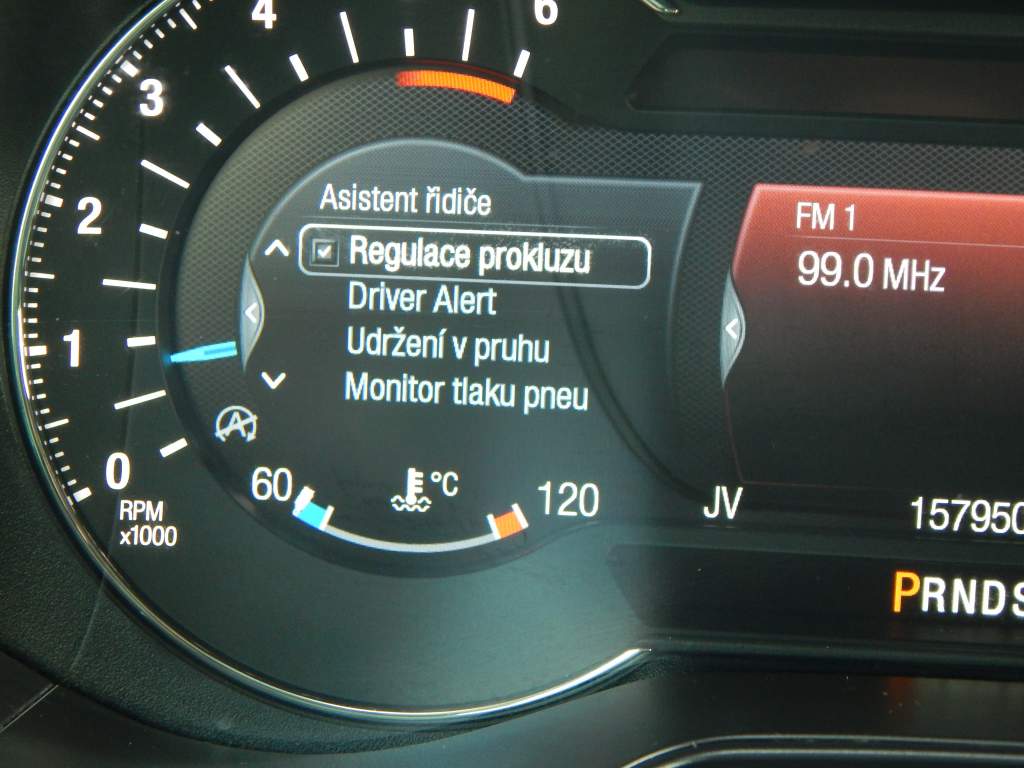 4
6
3
2
1
0
RPM
x1000
Asistent řidiče
Regulace prokluzu
Driver Alert
Udržení v pruhu
Monitor tlaku pneu
A
60
°C
120
FM 1
99.0 MHz
JV
157950
PRNDS